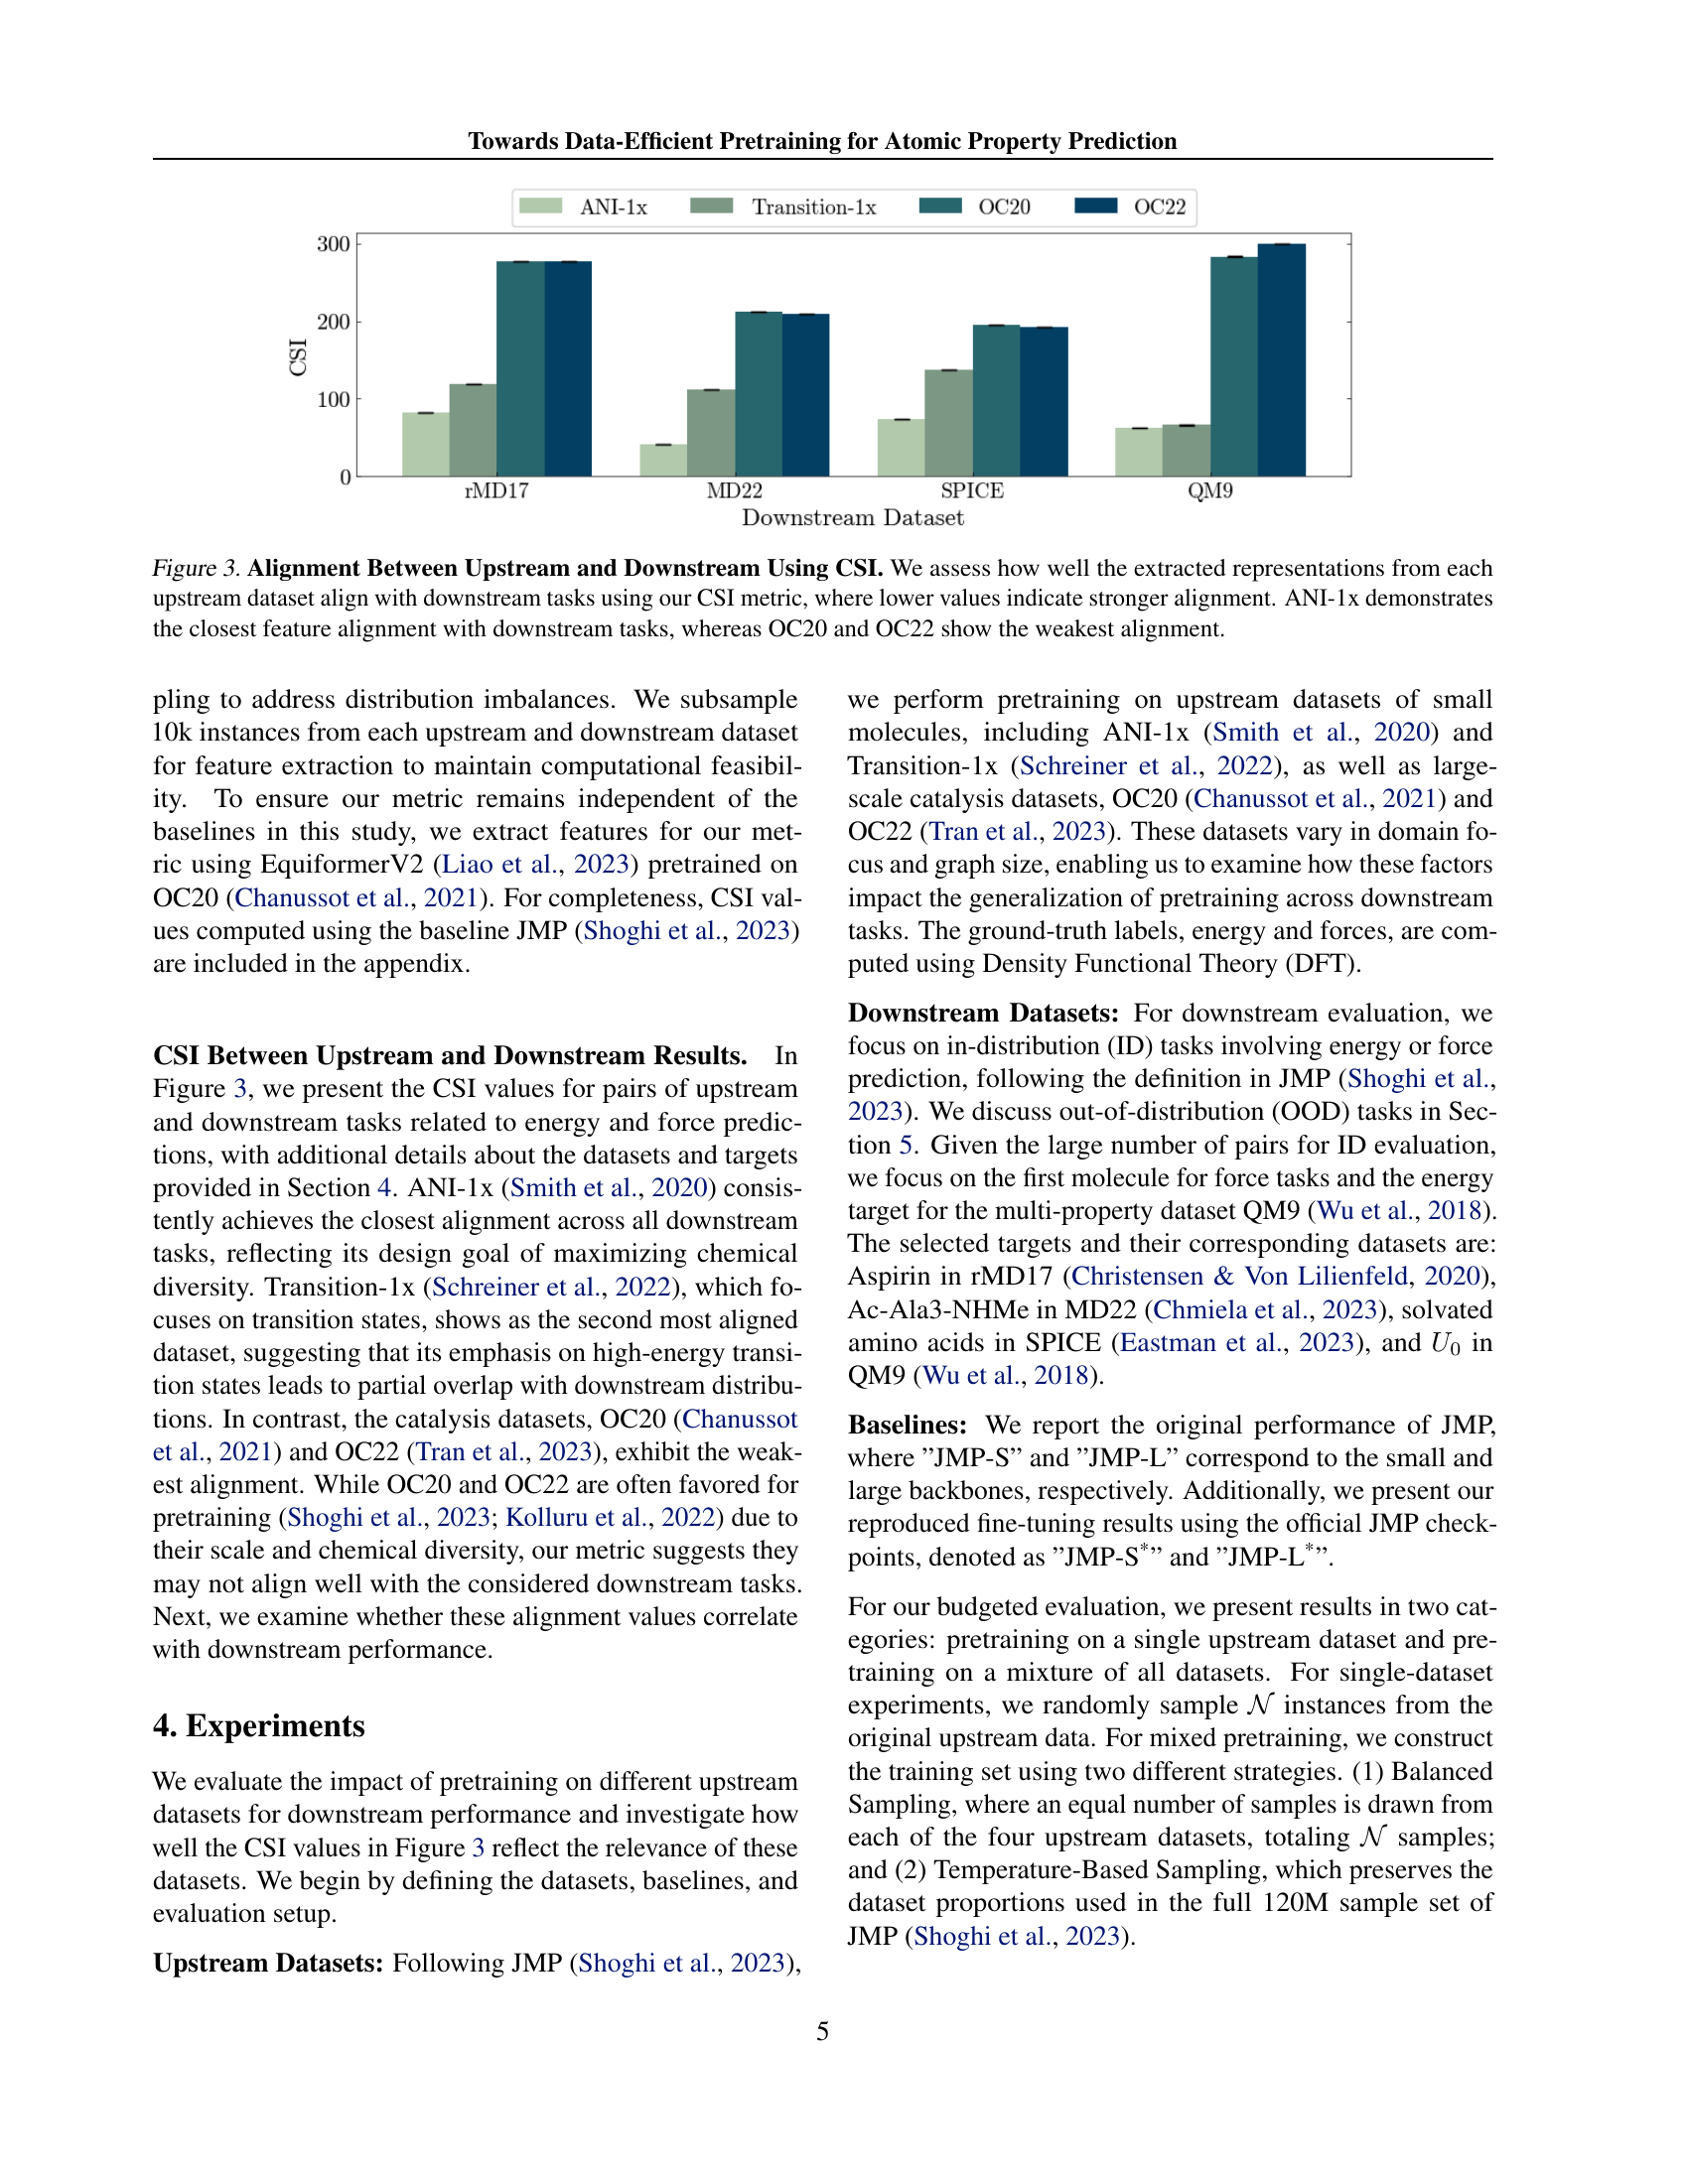 Towards Data-Efficient Pretraining for Atomic Property Prediction
ANI-1x Transition-1x OC20 OC22
300
200
100
0
CSI
rMD17 MD22 SPICE QM9
Downstream Dataset
Figure 3. Alignment Between Upstream and Downstream Using CSI. We assess how well the extracted representations from each
upstream dataset align with downstream tasks using our CSI metric, where lower values indicate stronger alignment. ANI-1x demonstrates
the closest feature alignment with downstream tasks, whereas OC20 and OC22 show the weakest alignment.
pling to address distribution imbalances. We subsample
10k instances from each upstream and downstream dataset
for feature extraction to maintain computational feasibil-
ity. To ensure our metric remains independent of the
baselines in this study, we extract features for our met-
ric using EquiformerV2 (Liao et al., 2023) pretrained on
OC20 (Chanussot et al., 2021). For completeness, CSI val-
ues computed using the baseline JMP (Shoghi et al., 2023)
are included in the appendix.
CSI Between Upstream and Downstream Results. In
Figure 3, we present the CSI values for pairs of upstream
and downstream tasks related to energy and force predic-
tions, with additional details about the datasets and targets
provided in Section 4. ANI-1x (Smith et al., 2020) consis-
tently achieves the closest alignment across all downstream
tasks, reflecting its design goal of maximizing chemical
diversity. Transition-1x (Schreiner et al., 2022), which fo-
cuses on transition states, shows as the second most aligned
dataset, suggesting that its emphasis on high-energy transi-
tion states leads to partial overlap with downstream distribu-
tions. In contrast, the catalysis datasets, OC20 (Chanussot
et al., 2021) and OC22 (Tran et al., 2023), exhibit the weak-
est alignment. While OC20 and OC22 are often favored for
pretraining (Shoghi et al., 2023; Kolluru et al., 2022) due to
their scale and chemical diversity, our metric suggests they
may not align well with the considered downstream tasks.
Next, we examine whether these alignment values correlate
with downstream performance.
4. Experiments
We evaluate the impact of pretraining on different upstream
datasets for downstream performance and investigate how
well the CSI values in Figure 3 reflect the relevance of these
datasets. We begin by defining the datasets, baselines, and
evaluation setup.
Upstream Datasets: Following JMP (Shoghi et al., 2023),
we perform pretraining on upstream datasets of small
molecules, including ANI-1x (Smith et al., 2020) and
Transition-1x (Schreiner et al., 2022), as well as large-
scale catalysis datasets, OC20 (Chanussot et al., 2021) and
OC22 (Tran et al., 2023). These datasets vary in domain fo-
cus and graph size, enabling us to examine how these factors
impact the generalization of pretraining across downstream
tasks. The ground-truth labels, energy and forces, are com-
puted using Density Functional Theory (DFT).
Downstream Datasets: For downstream evaluation, we
focus on in-distribution (ID) tasks involving energy or force
prediction, following the definition in JMP (Shoghi et al.,
2023). We discuss out-of-distribution (OOD) tasks in Sec-
tion 5. Given the large number of pairs for ID evaluation,
we focus on the first molecule for force tasks and the energy
target for the multi-property dataset QM9 (Wu et al., 2018).
The selected targets and their corresponding datasets are:
Aspirin in rMD17 (Christensen & Von Lilienfeld, 2020),
Ac-Ala3-NHMe in MD22 (Chmiela et al., 2023), solvated
amino acids in SPICE (Eastman et al., 2023), and U₀ in
QM9 (Wu et al., 2018).
Baselines: We report the original performance of JMP,
where ”JMP-S” and ”JMP-L” correspond to the small and
large backbones, respectively. Additionally, we present our
reproduced fine-tuning results using the official JMP check-
points, denoted as ”JMP-S*” and ”JMP-L*”.
For our budgeted evaluation, we present results in two cat-
egories: pretraining on a single upstream dataset and pre-
training on a mixture of all datasets. For single-dataset
experiments, we randomly sample 𝒩 instances from the
original upstream data. For mixed pretraining, we construct
the training set using two different strategies. (1) Balanced
Sampling, where an equal number of samples is drawn from
each of the four upstream datasets, totaling 𝒩 samples;
and (2) Temperature-Based Sampling, which preserves the
dataset proportions used in the full 120M sample set of
JMP (Shoghi et al., 2023).
5